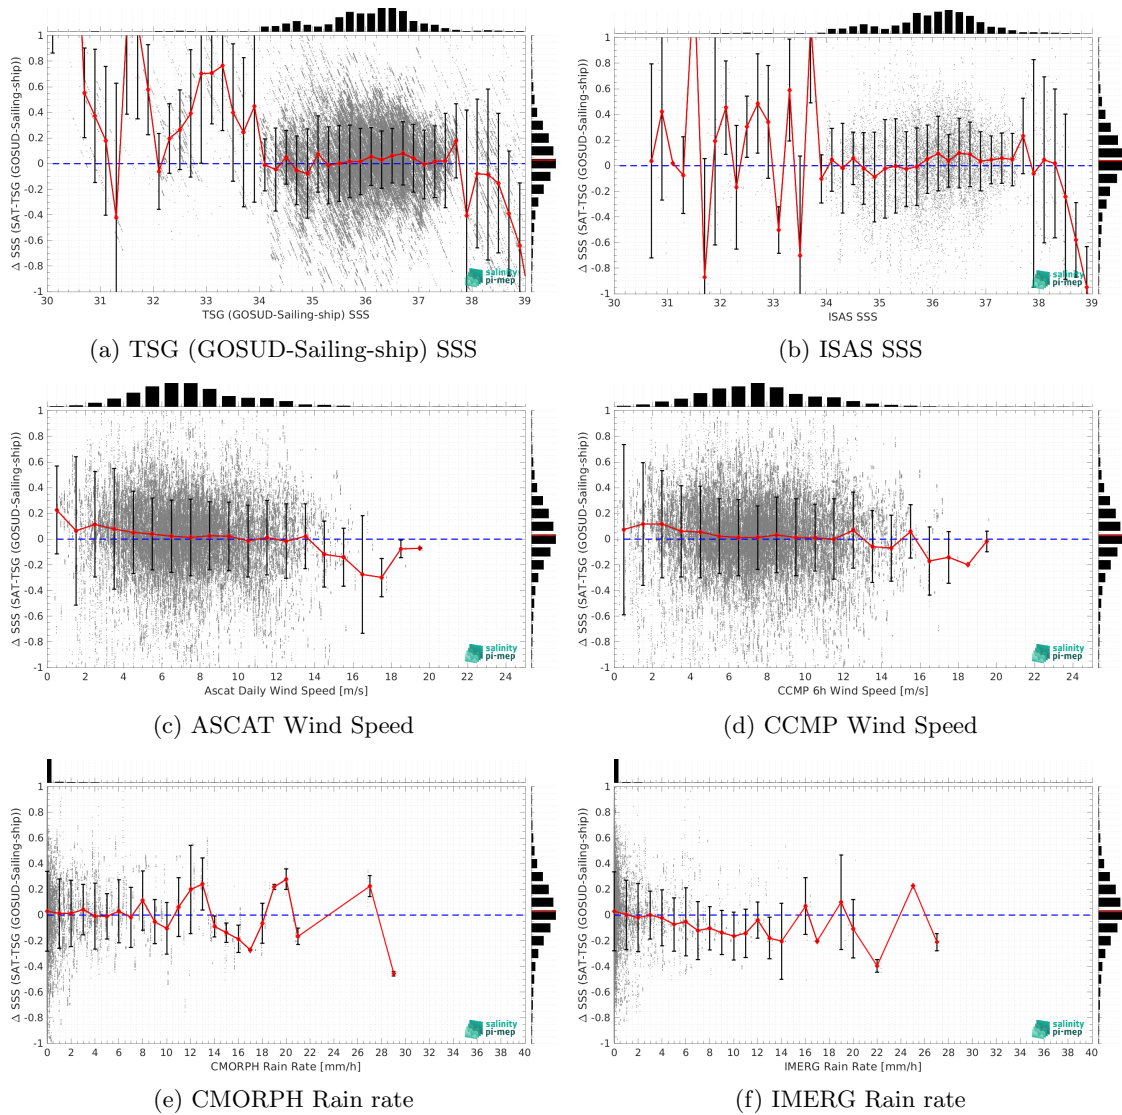 Δ SSS (SAT-TSG (GOSUD-Sailing-ship))
1
0.8
0.6
0.4
0.2
0
-0.2
-0.4
-0.6
-0.8
-1
30 31 32 33 34 35 36 37 38 39
TSG (GOSUD-Sailing-ship) SSS
salinity
pi-mep
(a) TSG (GOSUD-Sailing-ship) SSS
Δ SSS (SAT-TSG (GOSUD-Sailing-ship))
1
0.8
0.6
0.4
0.2
0
-0.2
-0.4
-0.6
-0.8
-1
30 31 32 33 34 35 36 37 38 39
ISAS SSS
salinity
pi-mep
(b) ISAS SSS
Δ SSS (SAT-TSG (GOSUD-Sailing-ship))
1
0.8
0.6
0.4
0.2
0
-0.2
-0.4
-0.6
-0.8
-1
0 2 4 6 8 10 12 14 16 18 20 22 24
Ascat Daily Wind Speed [m/s]
salinity
pi-mep
(c) ASCAT Wind Speed
Δ SSS (SAT-TSG (GOSUD-Sailing-ship))
1
0.8
0.6
0.4
0.2
0
-0.2
-0.4
-0.6
-0.8
-1
0 2 4 6 8 10 12 14 16 18 20 22 24
CCMP 6h Wind Speed [m/s]
salinity
pi-mep
(d) CCMP Wind Speed
Δ SSS (SAT-TSG (GOSUD-Sailing-ship))
1
0.8
0.6
0.4
0.2
0
-0.2
-0.4
-0.6
-0.8
-1
0 2 4 6 8 10 12 14 16 18 20 22 24 26 28 30 32 34 36 38 40
CMORPH Rain Rate [mm/h]
salinity
pi-mep
(e) CMORPH Rain rate
Δ SSS (SAT-TSG (GOSUD-Sailing-ship))
1
0.8
0.6
0.4
0.2
0
-0.2
-0.4
-0.6
-0.8
-1
0 2 4 6 8 10 12 14 16 18 20 22 24 26 28 30 32 34 36 38 40
IMERG Rain Rate [mm/h]
salinity
pi-mep
(f) IMERG Rain rate